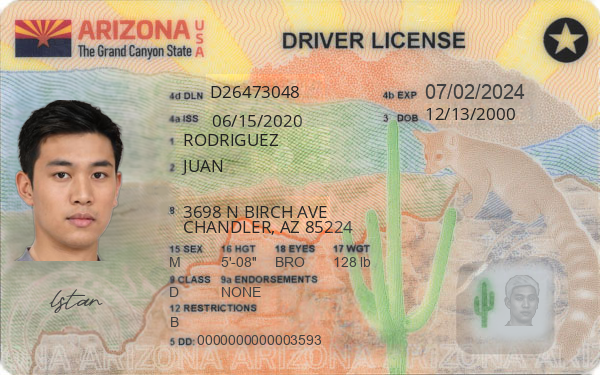 ARIZONA USA
The Grand Canyon State
DRIVER LICENSE
4d DLN D26473048
4b EXP 07/02/2024
4a ISS 06/15/2020
3 DOB 12/13/2000
1 RODRIGUEZ
2 JUAN
8 3698 N BIRCH AVE
CHANDLER, AZ 85224
15 SEX 16 HGT 18 EYES 17 WGT
M 5'-08" BRO 128 lb
9 CLASS 9a ENDORSEMENTS
D NONE
12 RESTRICTIONS
B
5 DD: 0000000000003593
Istan
ARIZONA ARIZONA ARIZONA ARIZONA